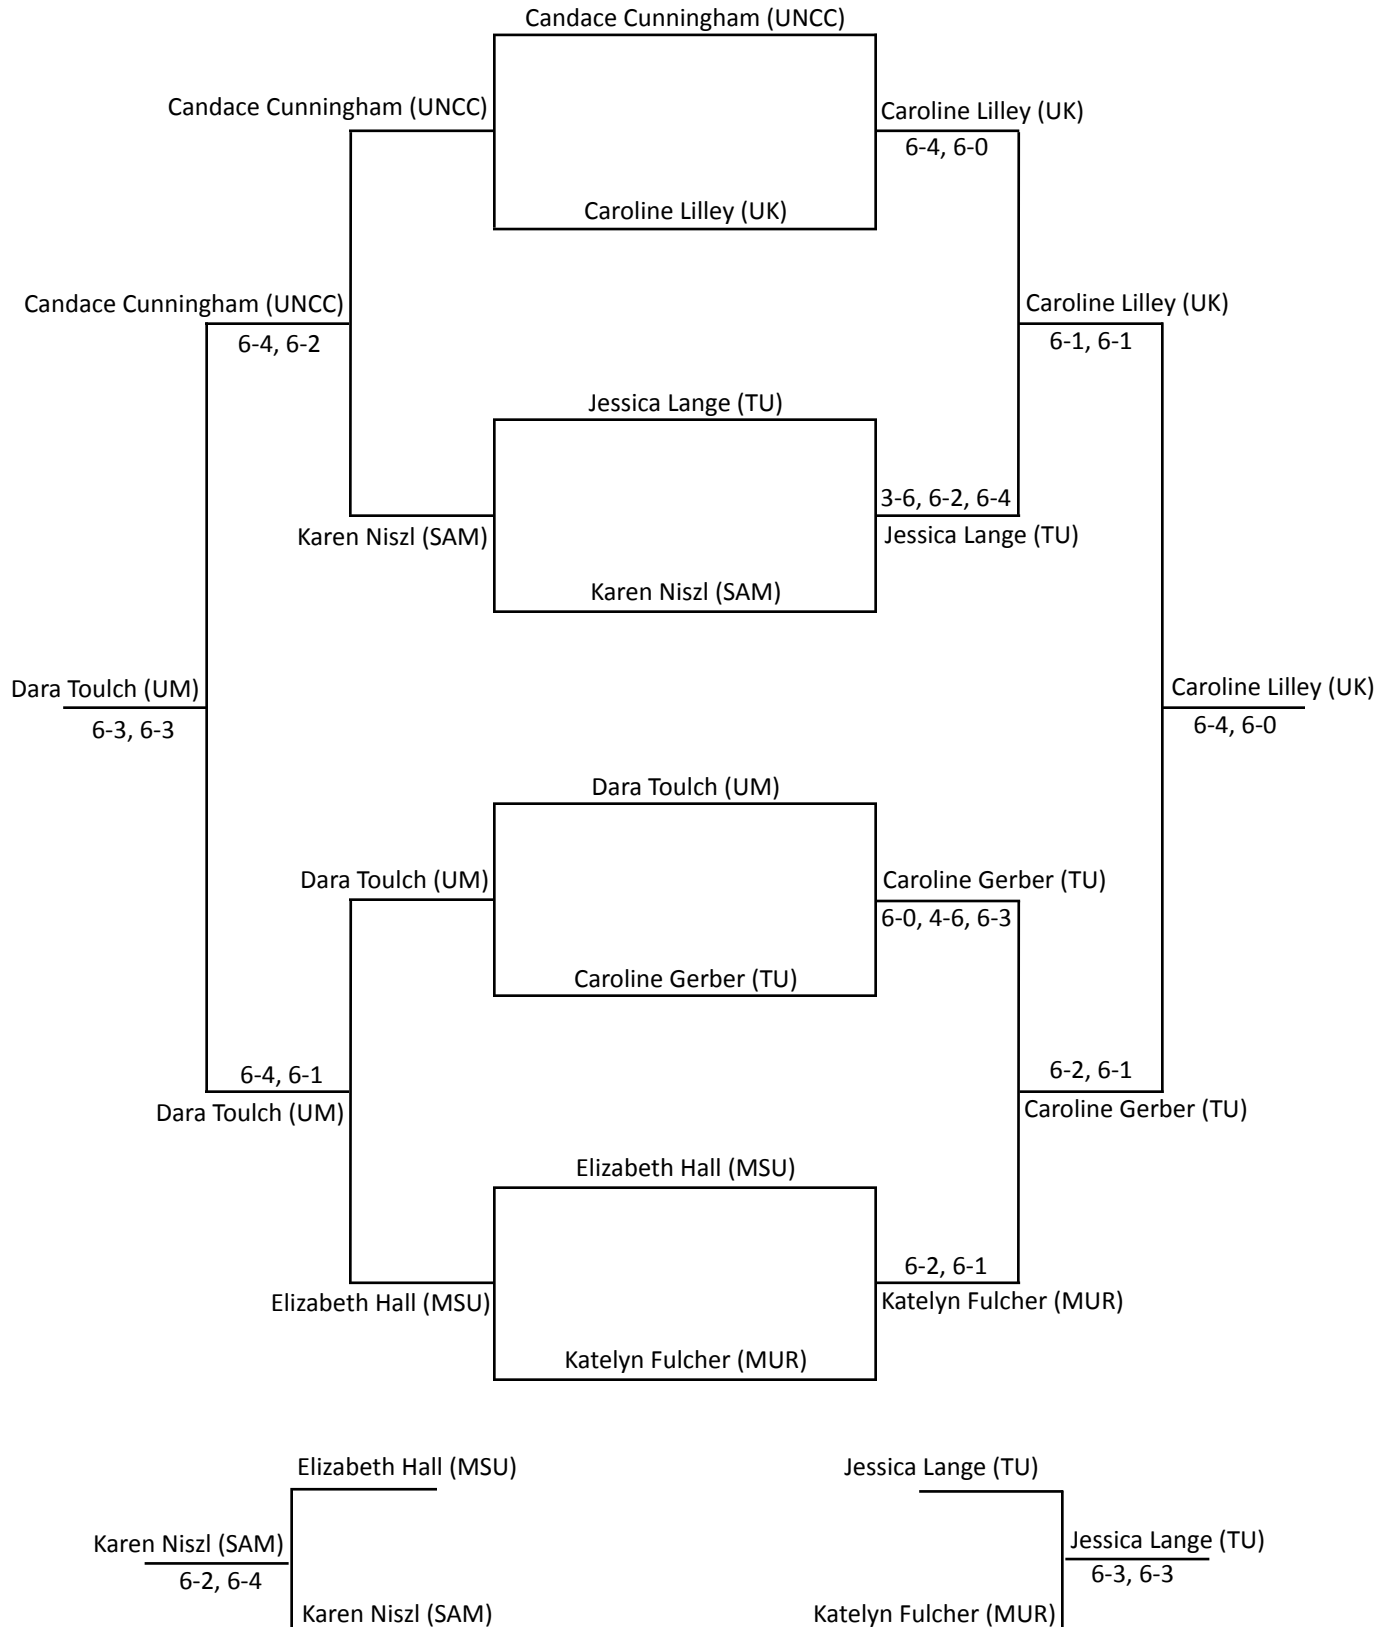 Candace Cunningham (UNCC)
Candace Cunningham (UNCC)
Caroline Lilley (UK)
6-4, 6-0
Caroline Lilley (UK)
Candace Cunningham (UNCC)
6-4, 6-2
Caroline Lilley (UK)
6-1, 6-1
Jessica Lange (TU)
3-6, 6-2, 6-4
Karen Niszl (SAM)
Jessica Lange (TU)
Karen Niszl (SAM)
Dara Toulch (UM)
6-3, 6-3
Caroline Lilley (UK)
6-4, 6-0
Dara Toulch (UM)
Dara Toulch (UM)
Caroline Gerber (TU)
6-0, 4-6, 6-3
Caroline Gerber (TU)
6-4, 6-1
Dara Toulch (UM)
6-2, 6-1
Caroline Gerber (TU)
Elizabeth Hall (MSU)
6-2, 6-1
Elizabeth Hall (MSU)
Katelyn Fulcher (MUR)
Katelyn Fulcher (MUR)
Elizabeth Hall (MSU)
Jessica Lange (TU)
Karen Niszl (SAM)
6-2, 6-4
Jessica Lange (TU)
6-3, 6-3
Karen Niszl (SAM)
Katelyn Fulcher (MUR)